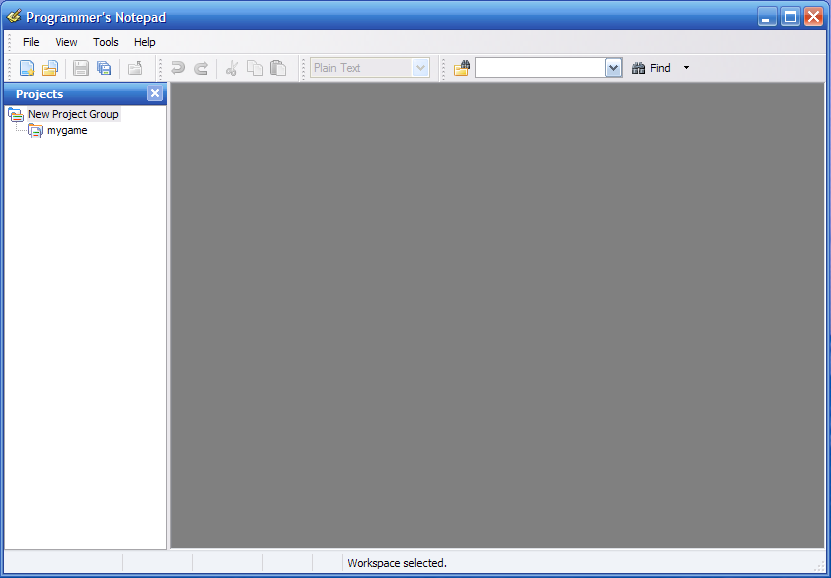 Programmer's Notepad
File View Tools Help
Plain Text Find
Projects
New Project Group
mygame
Workspace selected.